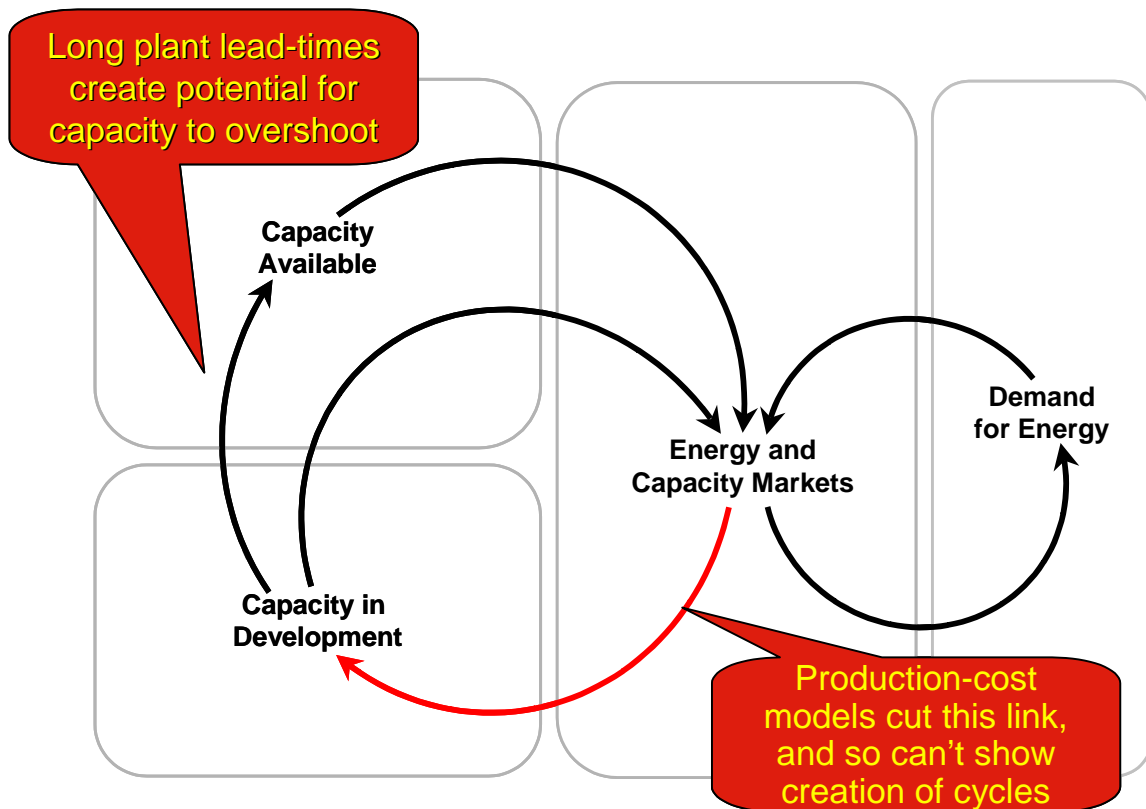 Long plant lead-times
create potential for
capacity to overshoot
Capacity
Available
Demand
for Energy
Energy and
Capacity Markets
Capacity in
Development
Production-cost
models cut this link,
and so can't show
creation of cycles